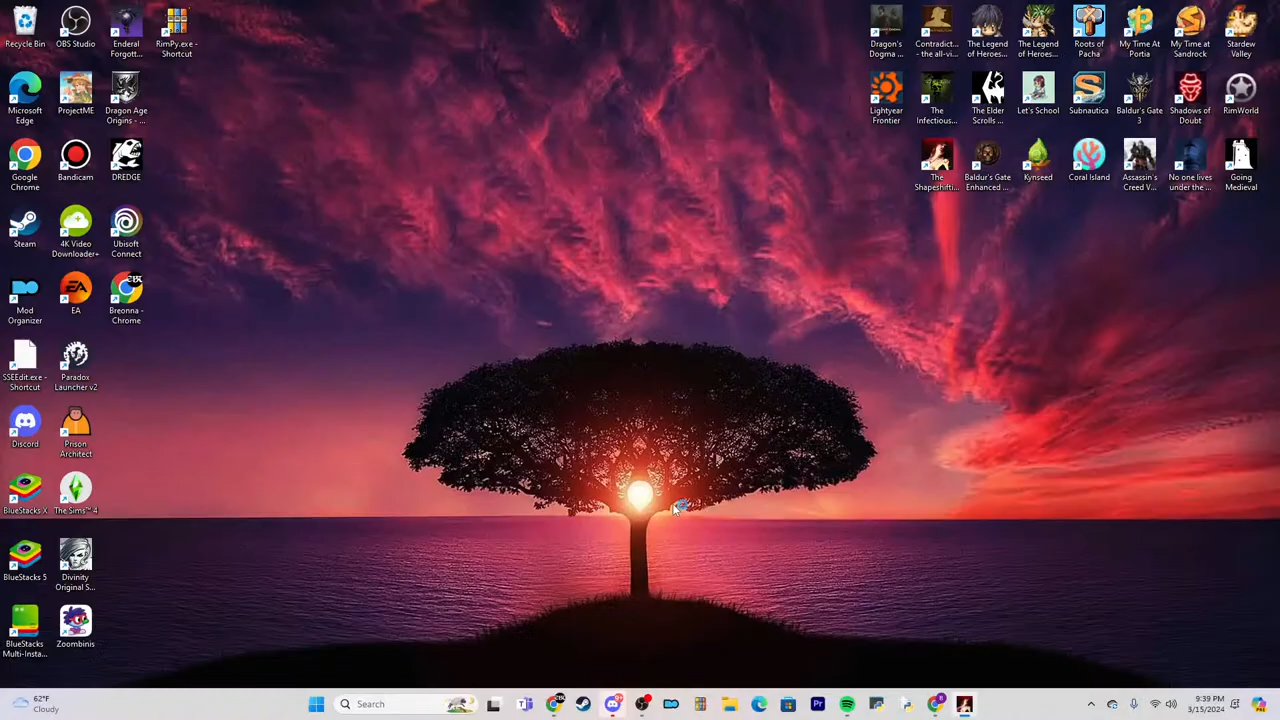 Recycle Bin
OBS Studio
Enderal
Forgott...
RimPy.exe -
Shortcut
Microsoft
Edge
ProjectME
Dragon Age
Origins - ...
Google
Chrome
Bandicam
DREDGE
Steam
4K Video
Downloader+
Ubisoft
Connect
Mod
Organizer
EA
Breonna -
Chrome
SSEEdit.exe -
Shortcut
Paradox
Launcher v2
Discord
Prison
Architect
BlueStacks X
The Sims™ 4
BlueStacks 5
Divinity
Original S...
BlueStacks
Multi-Insta...
Zoombinis
Dragon's
Dogma ...
Contradict...
- the all-vi...
The Legend
of Heroes...
The Legend
of Heroes...
Roots of
Pacha
My Time At
Portia
My Time at
Sandrock
Stardew
Valley
Lightyear
Frontier
The
Infectious...
The Elder
Scrolls ...
Let's School
Subnautica
Baldur's Gate
3
Shadows of
Doubt
RimWorld
The
Shapeshifti...
Baldur's Gate
Enhanced ...
Kynseed
Coral Island
Assassin's
Creed V...
No one lives
under the ...
Going
Medieval
62°F
Cloudy
Search
9:39 PM
3/15/2024